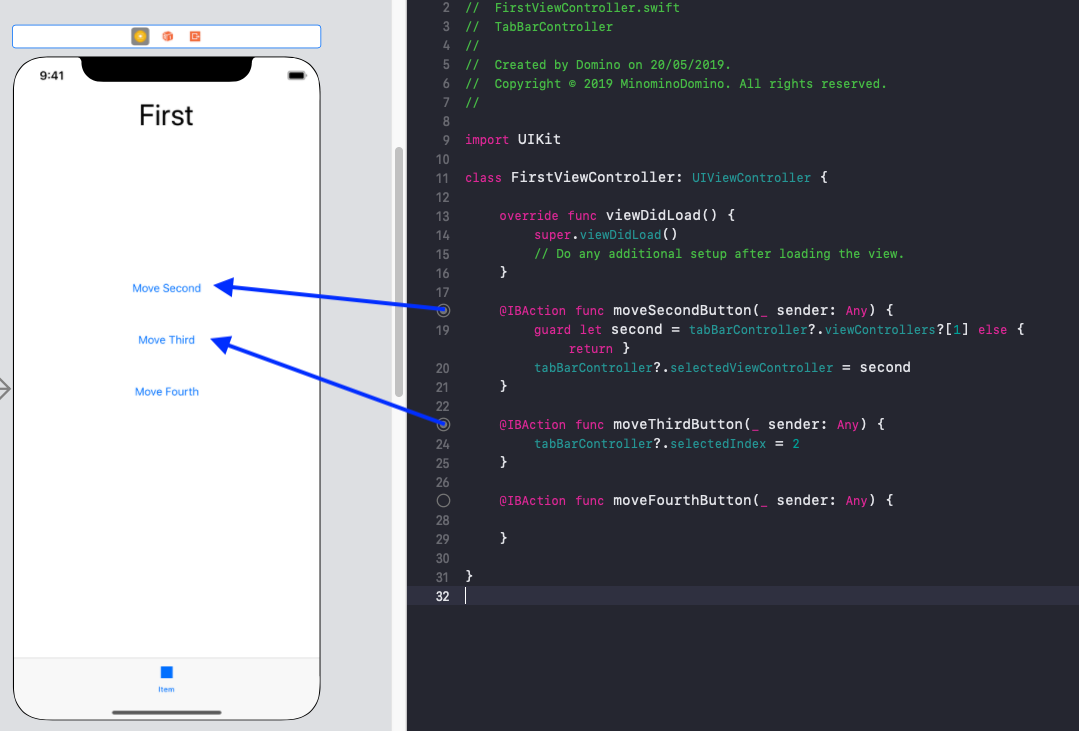 9:41
First
Move Second
Move Third
Move Fourth
Item
2 // FirstViewController.swift
3 // TabBarController
4 //
5 // Created by Domino on 20/05/2019.
6 // Copyright © 2019 MinominoDomino. All rights reserved.
7 //
8
9 import UIKit
10
11 class FirstViewController: UIViewController {
12
13 override func viewDidLoad() {
14 super.viewDidLoad()
15 // Do any additional setup after loading the view.
16 }
17
@IBAction func moveSecondButton(_ sender: Any) {
19 guard let second = tabBarController?.viewControllers?[1] else {
return }
20 tabBarController?.selectedViewController = second
21 }
22
@IBAction func moveThirdButton(_ sender: Any) {
24 tabBarController?.selectedIndex = 2
25 }
26
@IBAction func moveFourthButton(_ sender: Any) {
28
29 }
30
31 }
32